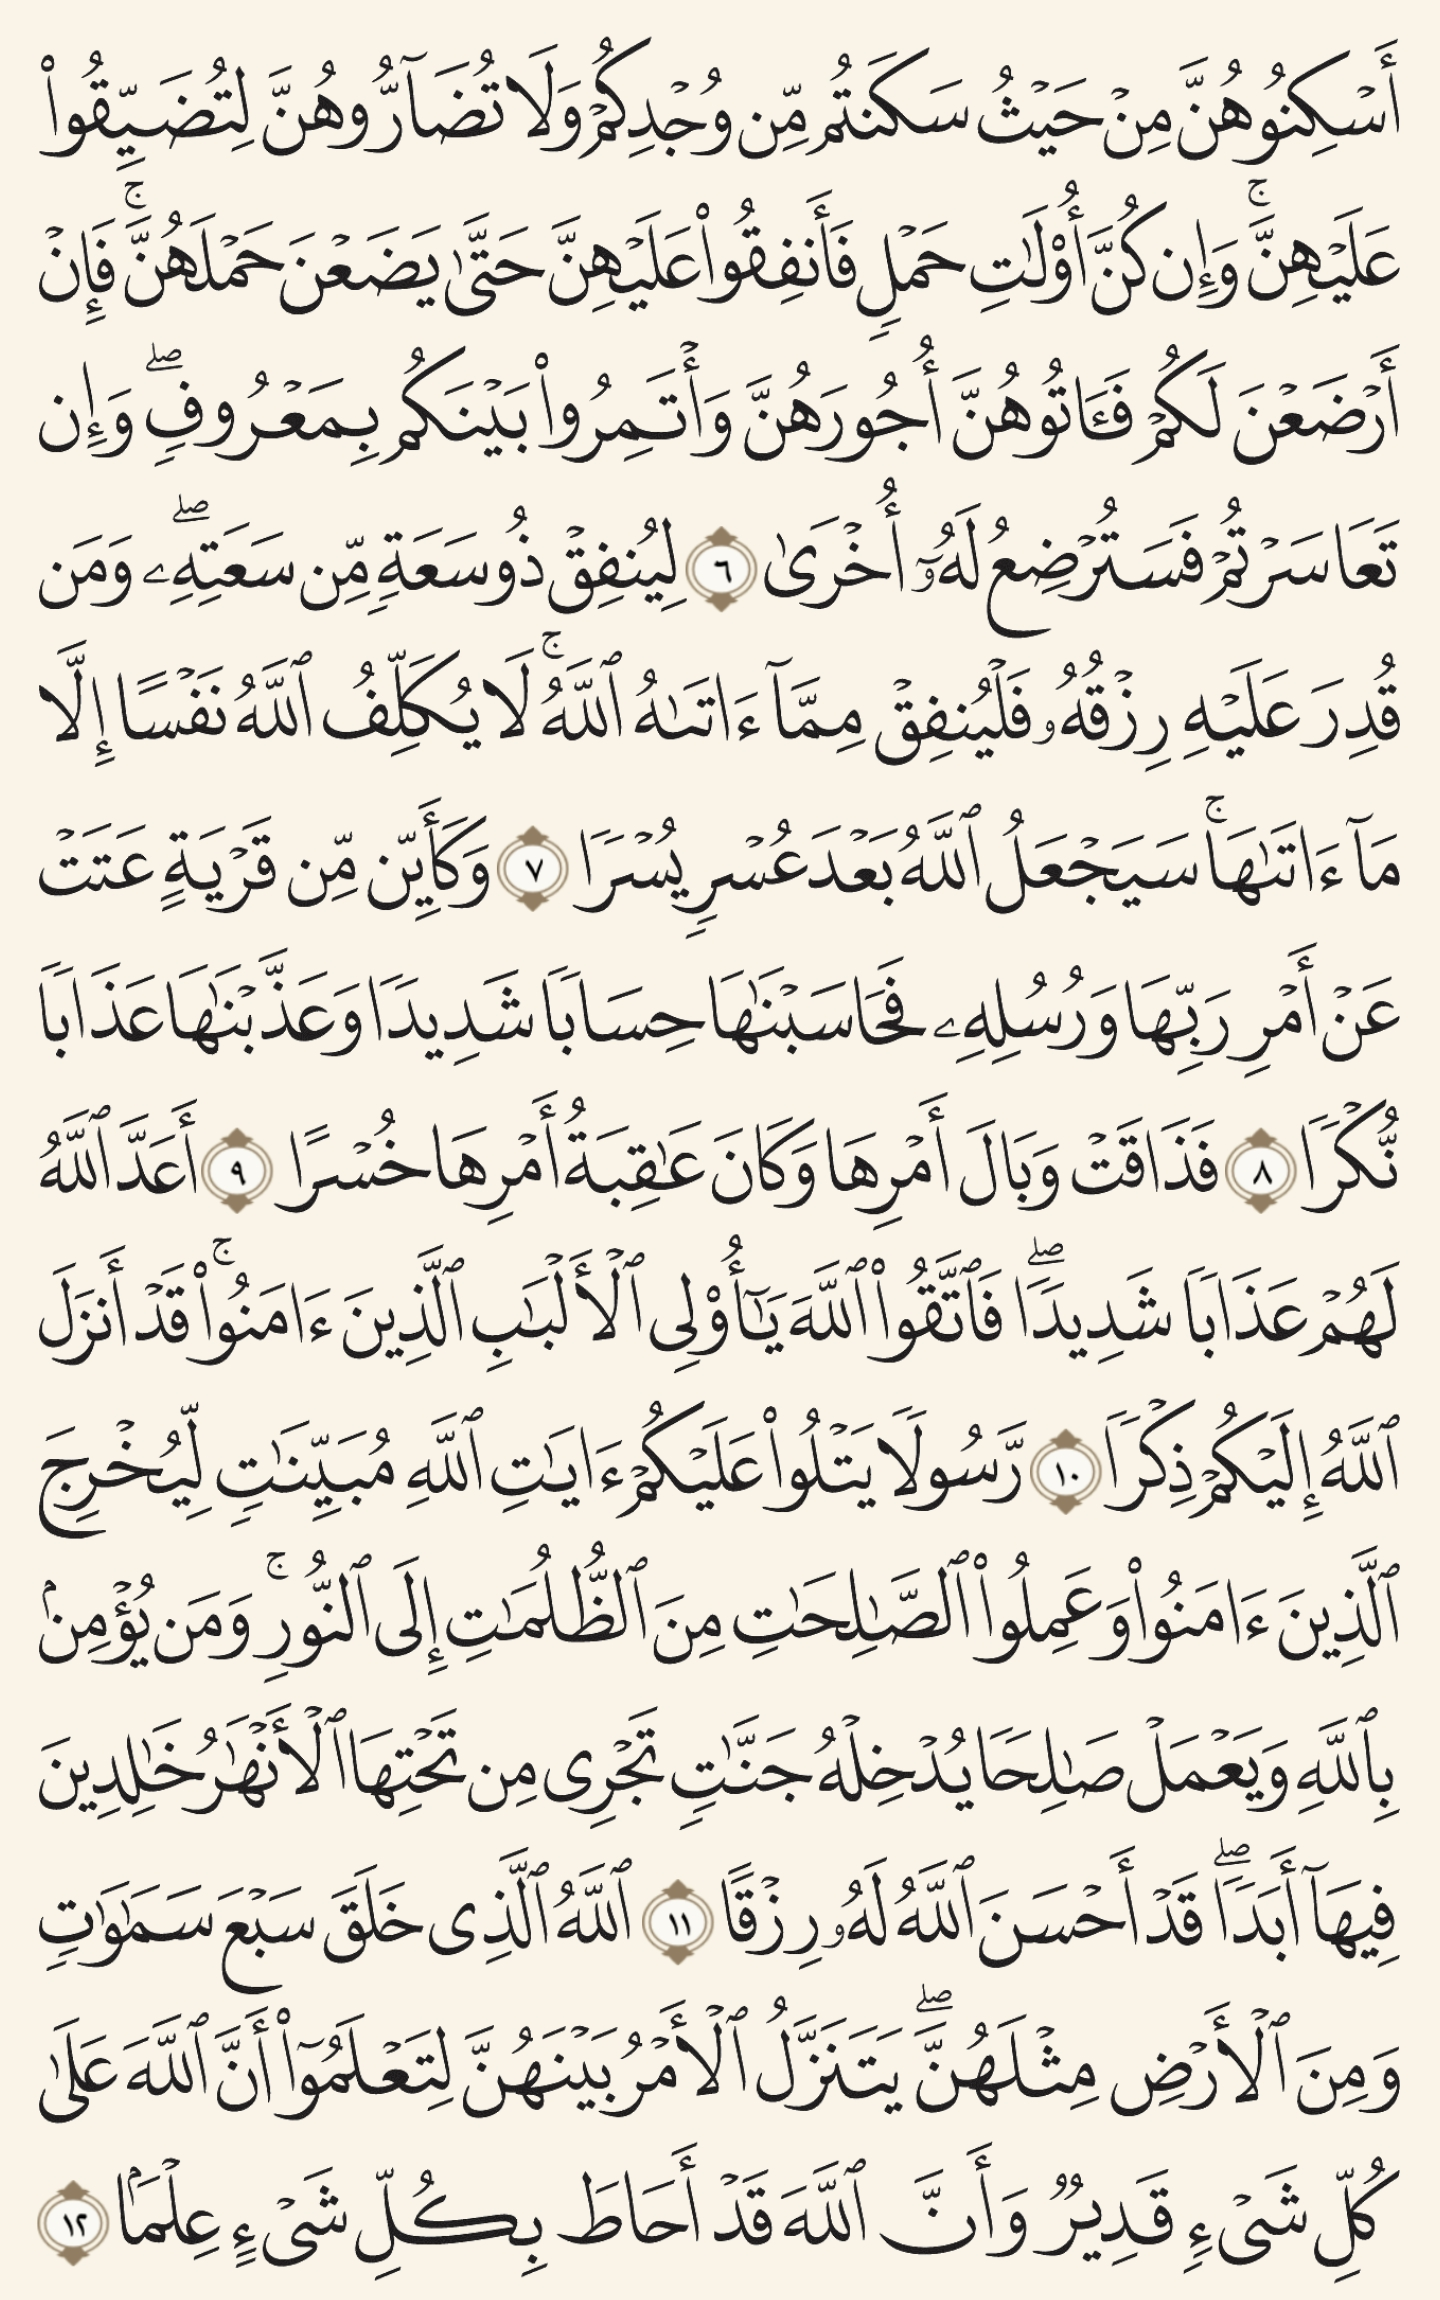 أَسۡكِنُوهُنَّ مِنۡ حَيۡثُ سَكَنتُم مِّن وُجۡدِكُمۡ وَلَا تُضَآرُّوهُنَّ لِتُضَيِّقُواْ
عَلَيۡهِنَّۚ وَإِن كُنَّ أُوْلَٰتِ حَمۡلٖ فَأَنفِقُواْ عَلَيۡهِنَّ حَتَّىٰ يَضَعۡنَ حَمۡلَهُنَّۚ فَإِنۡ
أَرۡضَعۡنَ لَكُمۡ فَـَٔاتُوهُنَّ أُجُورَهُنَّ وَأۡتَمِرُواْ بَيۡنَكُم بِمَعۡرُوفٖۖ وَإِن
تَعَاسَرۡتُمۡ فَسَتُرۡضِعُ لَهُۥٓ أُخۡرَىٰ ٦ لِيُنفِقۡ ذُو سَعَةٖ مِّن سَعَتِهِۦۖ وَمَن
قُدِرَ عَلَيۡهِ رِزۡقُهُۥ فَلۡيُنفِقۡ مِمَّآ ءَاتَىٰهُ ٱللَّهُۚ لَا يُكَلِّفُ ٱللَّهُ نَفۡسًا إِلَّا
مَآ ءَاتَىٰهَاۚ سَيَجۡعَلُ ٱللَّهُ بَعۡدَ عُسۡرٖ يُسۡرٗا ٧ وَكَأَيِّن مِّن قَرۡيَةٍ عَتَتۡ
عَنۡ أَمۡرِ رَبِّهَا وَرُسُلِهِۦ فَحَاسَبۡنَٰهَا حِسَابٗا شَدِيدٗا وَعَذَّبۡنَٰهَا عَذَابٗا
نُّكۡرٗا ٨ فَذَاقَتۡ وَبَالَ أَمۡرِهَا وَكَانَ عَٰقِبَةُ أَمۡرِهَا خُسۡرًا ٩ أَعَدَّ ٱللَّهُ
لَهُمۡ عَذَابٗا شَدِيدٗاۖ فَٱتَّقُواْ ٱللَّهَ يَٰٓأُوْلِي ٱلۡأَلۡبَٰبِ ٱلَّذِينَ ءَامَنُواْۚ قَدۡ أَنزَلَ
ٱللَّهُ إِلَيۡكُمۡ ذِكۡرٗا ١٠ رَّسُولٗا يَتۡلُواْ عَلَيۡكُمۡ ءَايَٰتِ ٱللَّهِ مُبَيِّنَٰتٖ لِّيُخۡرِجَ
ٱلَّذِينَ ءَامَنُواْ وَعَمِلُواْ ٱلصَّٰلِحَٰتِ مِنَ ٱلظُّلُمَٰتِ إِلَى ٱلنُّورِۚ وَمَن يُؤۡمِنۢ
بِٱللَّهِ وَيَعۡمَلۡ صَٰلِحٗا يُدۡخِلۡهُ جَنَّٰتٖ تَجۡرِي مِن تَحۡتِهَا ٱلۡأَنۡهَٰرُ خَٰلِدِينَ
فِيهَآ أَبَدٗاۖ قَدۡ أَحۡسَنَ ٱللَّهُ لَهُۥ رِزۡقًا ١١ ٱللَّهُ ٱلَّذِي خَلَقَ سَبۡعَ سَمَٰوَٰتٖ
وَمِنَ ٱلۡأَرۡضِ مِثۡلَهُنَّۖ يَتَنَزَّلُ ٱلۡأَمۡرُ بَيۡنَهُنَّ لِتَعۡلَمُوٓاْ أَنَّ ٱللَّهَ عَلَىٰ
كُلِّ شَيۡءٖ قَدِيرٞ وَأَنَّ ٱللَّهَ قَدۡ أَحَاطَ بِكُلِّ شَيۡءٍ عِلۡمَۢا ١٢